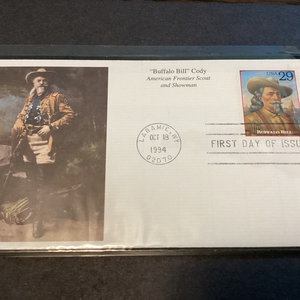 "Buffalo Bill" Cody
American Frontier Scout
and Showman
USA 29
BUFFALO BILL
LARAMIE, WY
OCT 18
1994
82070
FIRST DAY OF ISSUE